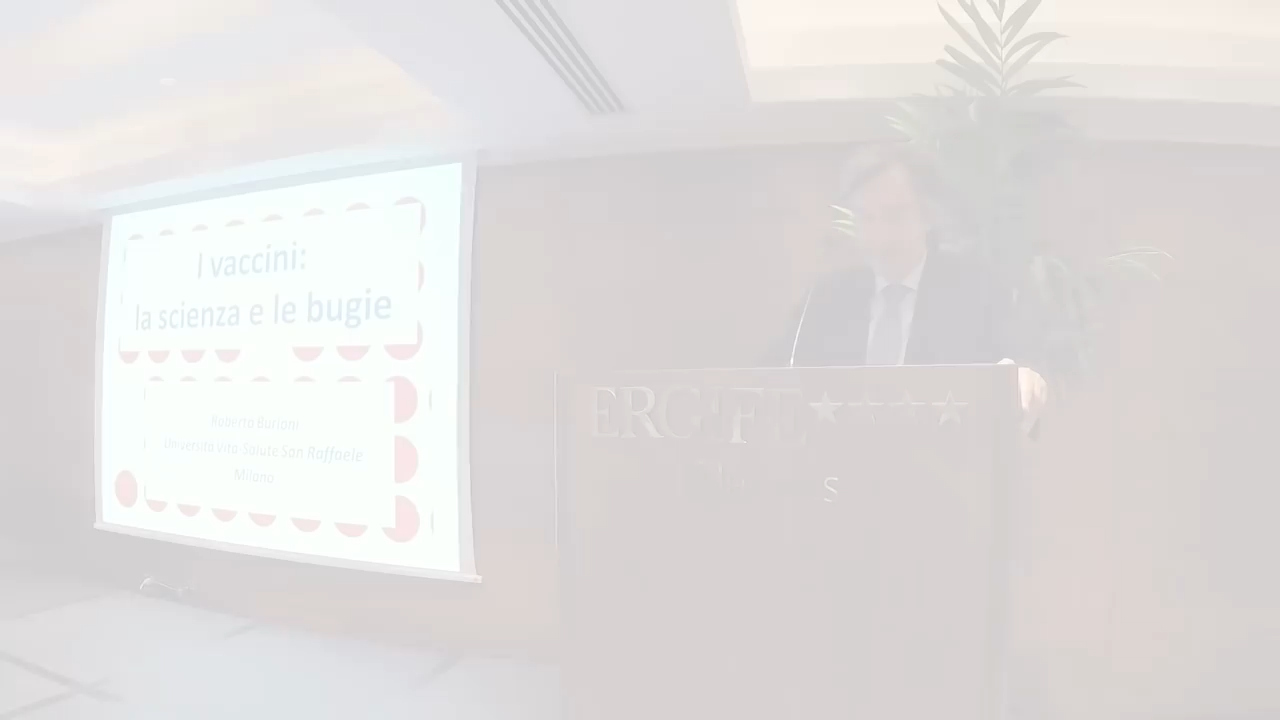 I vaccini:
la scienza e le bugie
Roberto Burioni
Università Vita-Salute San Raffaele
Milano
ERGIFE ★★★★